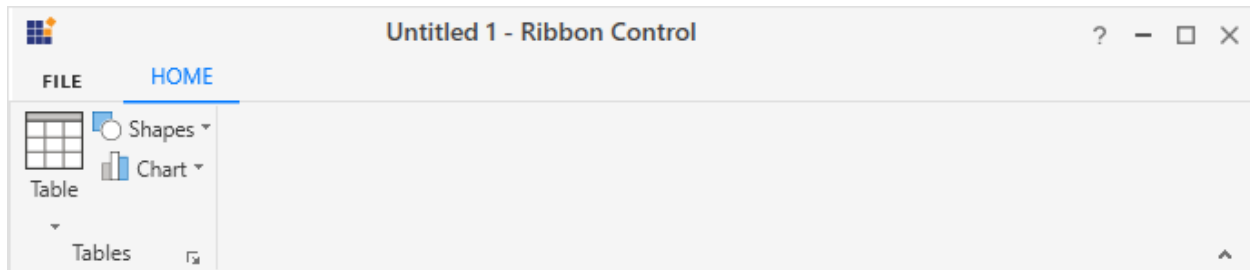 Untitled 1 - Ribbon Control
?
FILE HOME
Shapes
Chart
Table
Tables